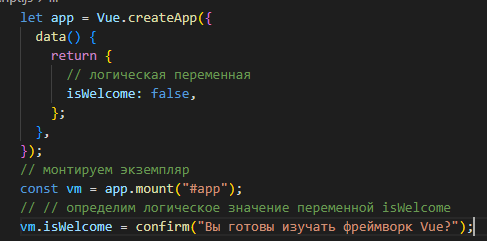 let app = Vue.createApp({
data() {
return {
// логическая переменная
isWelcome: false,
};
},
});
// монтируем экземпляр
const vm = app.mount("#app");
// // определим логическое значение переменной isWelcome
vm.isWelcome = confirm("Вы готовы изучать фреймворк Vue?");